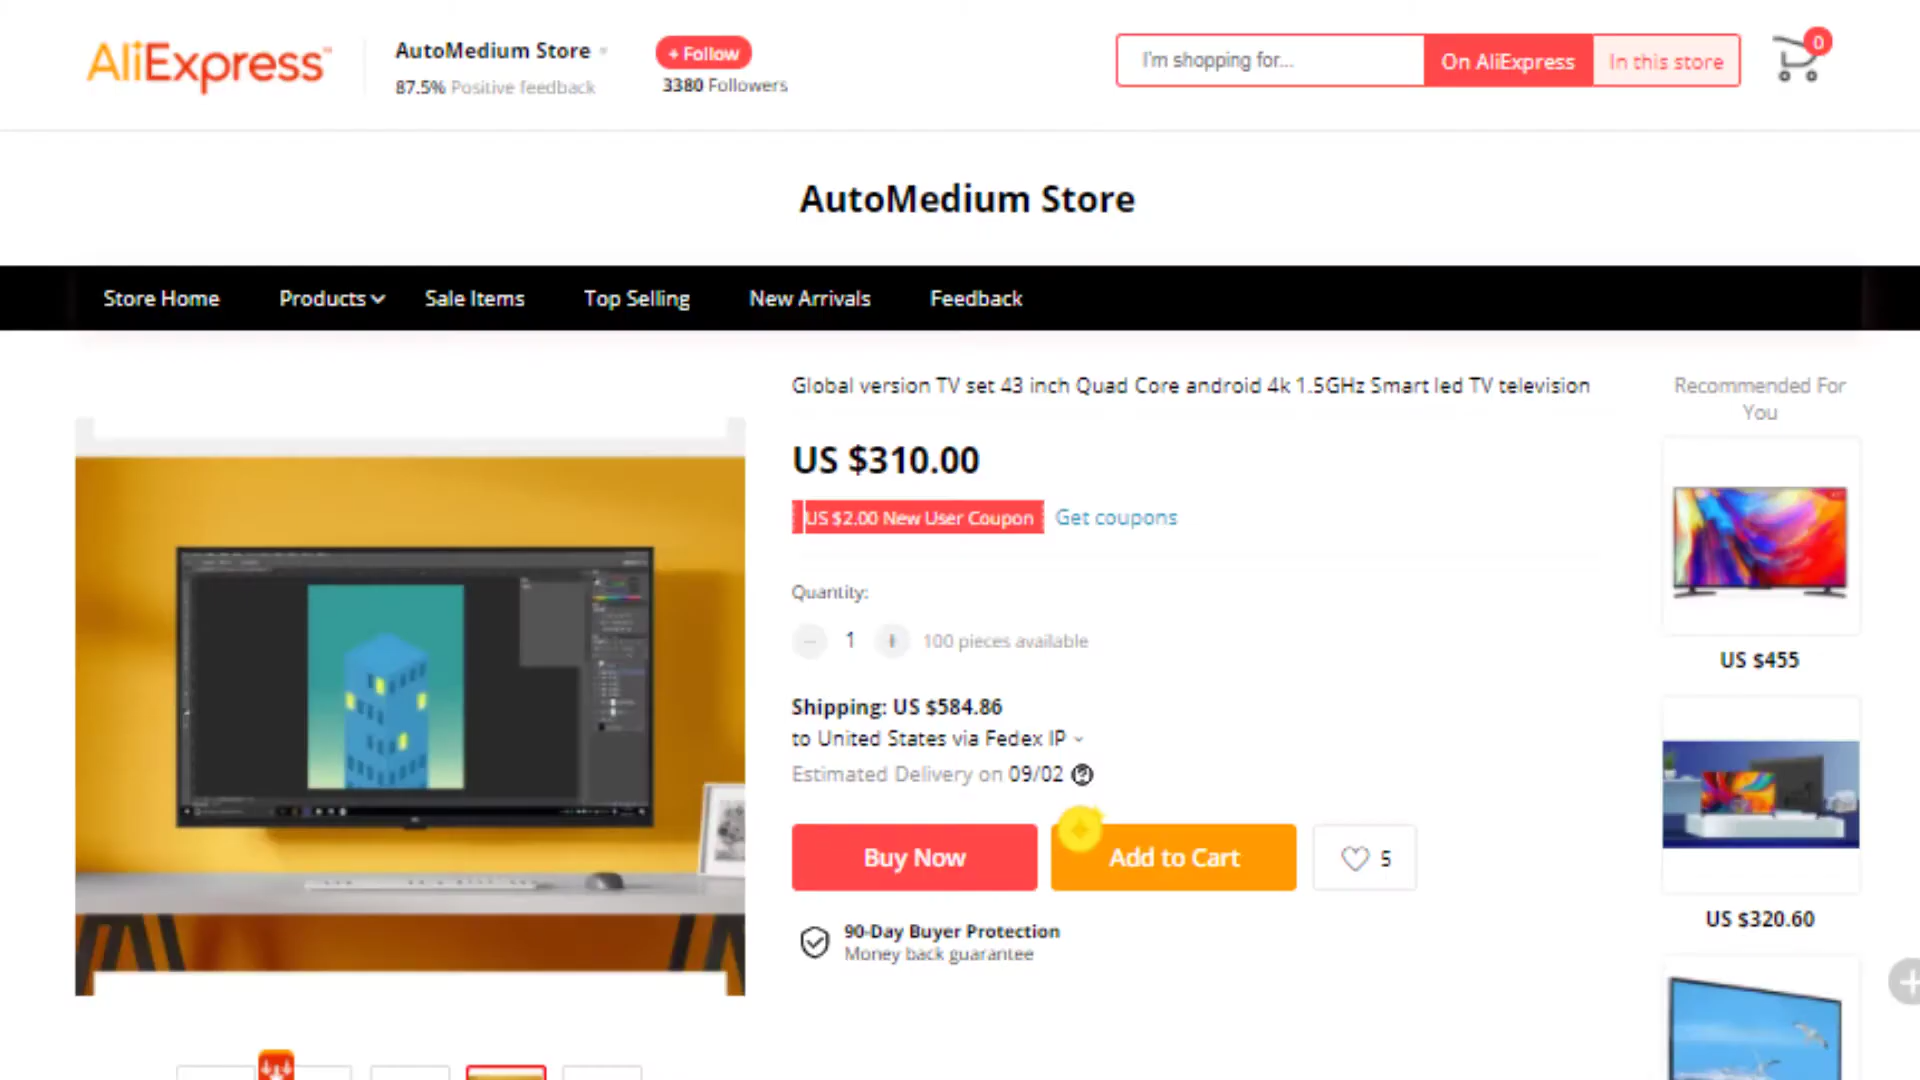 AliExpress™
AutoMedium Store
87.5% Positive feedback
+ Follow
3380 Followers
I'm shopping for...
On AliExpress
In this store
0
AutoMedium Store
Store Home
Products
Sale Items
Top Selling
New Arrivals
Feedback
Global version TV set 43 inch Quad Core android 4k 1.5GHz Smart led TV television
US $310.00
US $2.00 New User Coupon
Get coupons
Quantity:
1
100 pieces available
Shipping: US $584.86
to United States via Fedex IP
Estimated Delivery on 09/02
Buy Now
Add to Cart
5
90-Day Buyer Protection
Money back guarantee
Recommended For
You
US $455
US $320.60